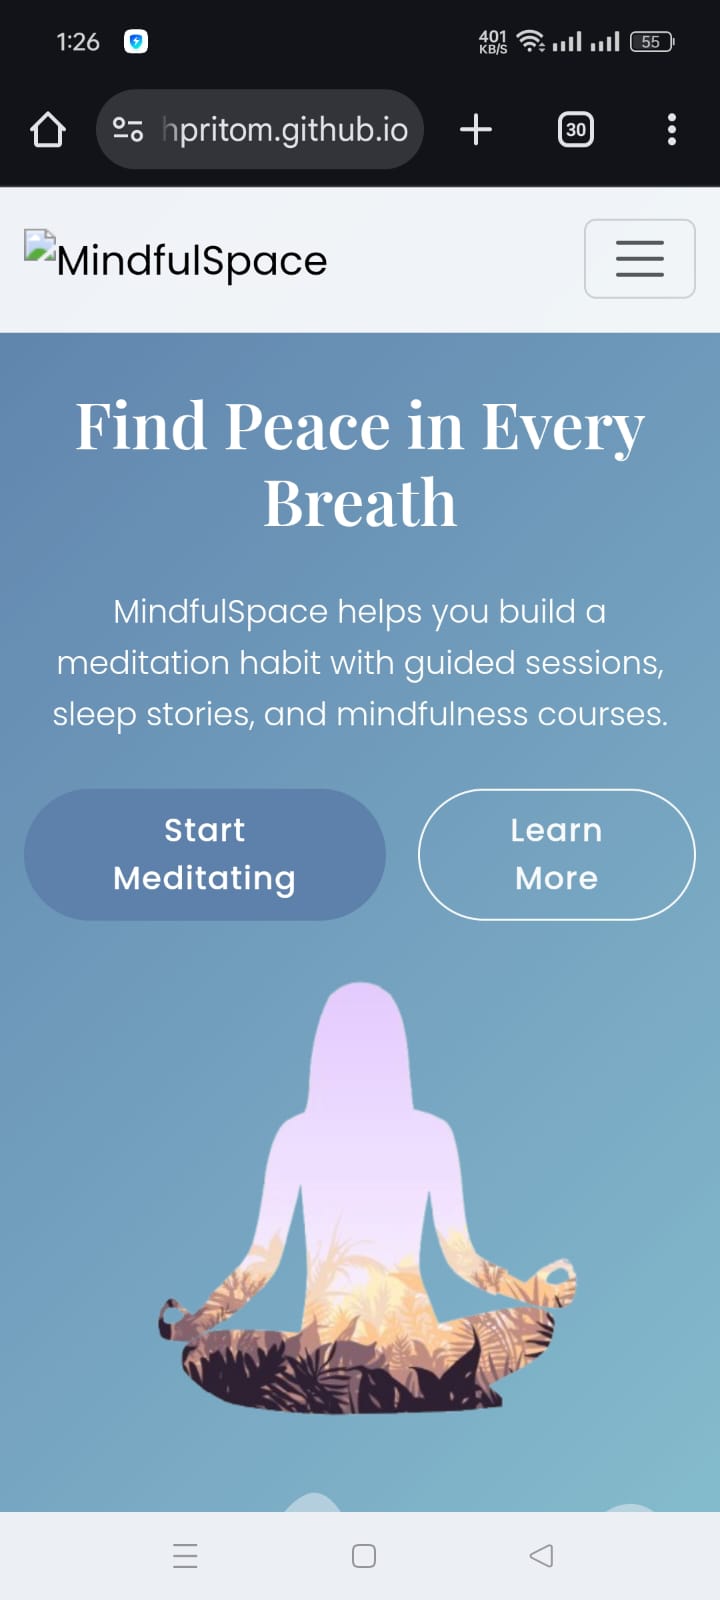 1:26 401 KB/S 55
hpritom.github.io 30
MindfulSpace
Find Peace in Every
Breath
MindfulSpace helps you build a
meditation habit with guided sessions,
sleep stories, and mindfulness courses.
Start
Meditating
Learn
More